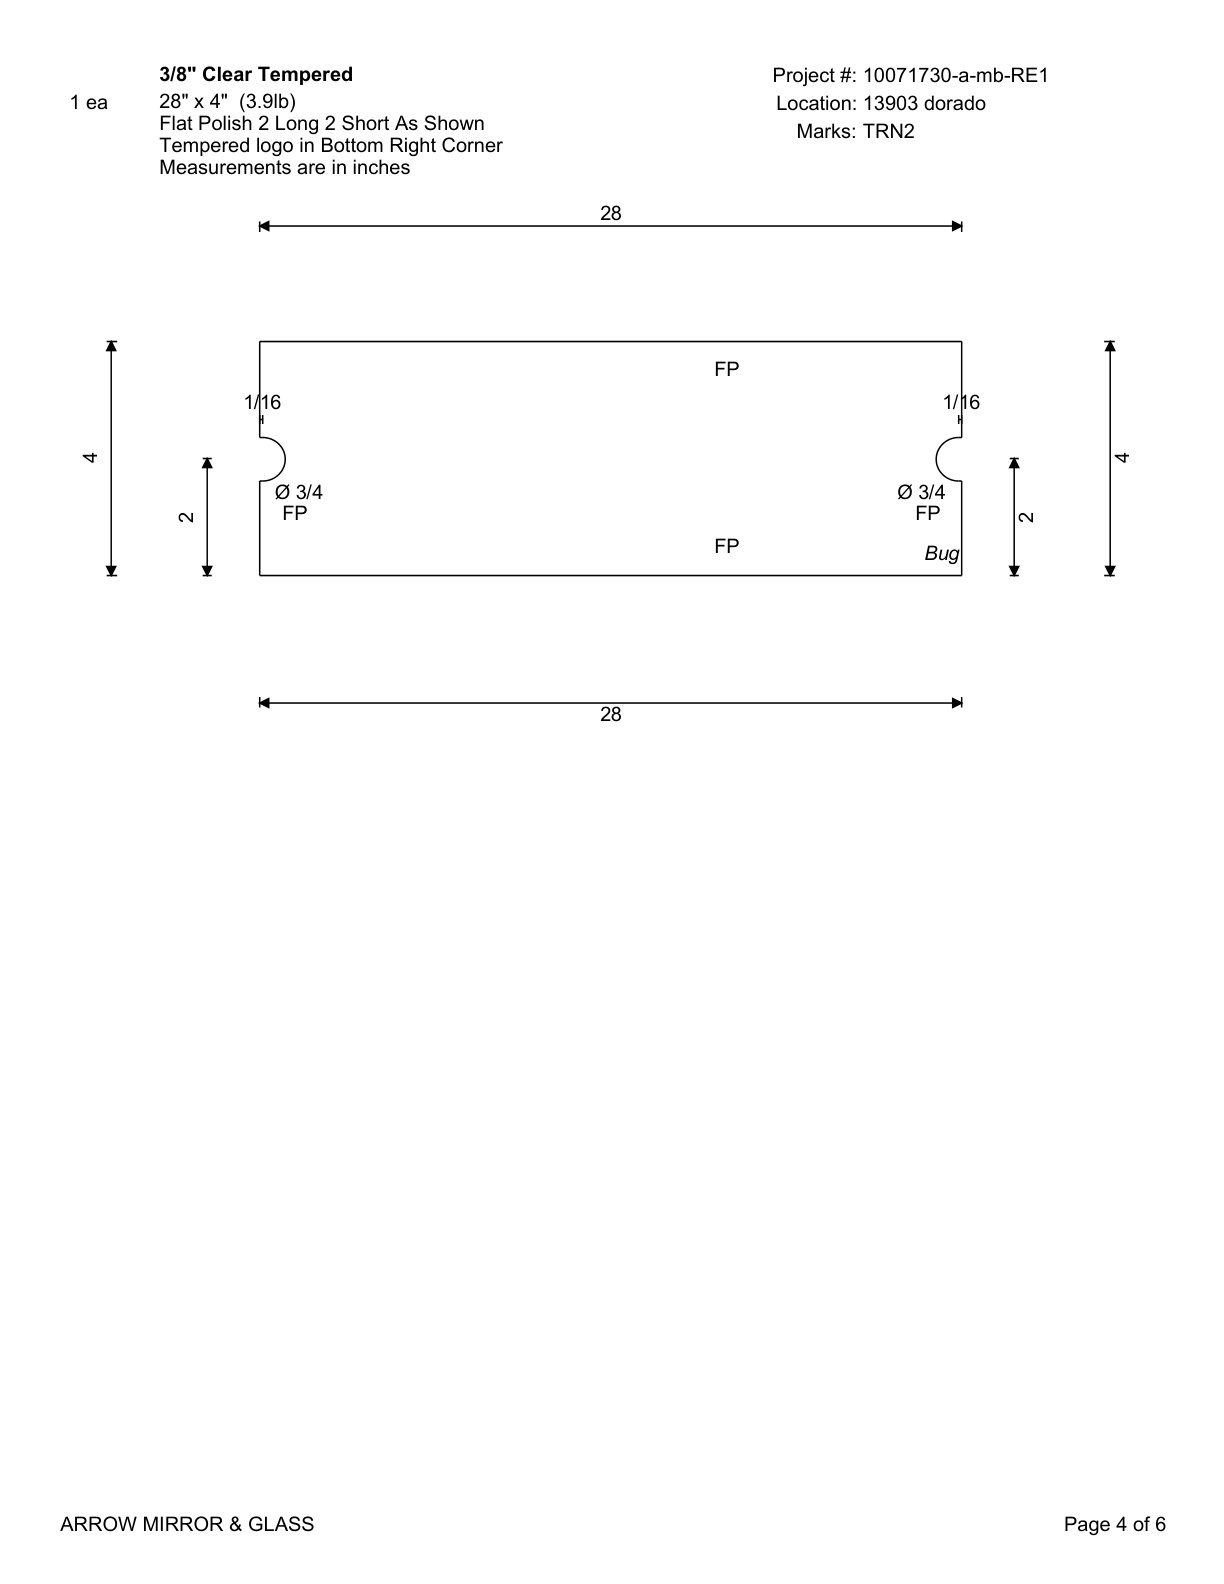 3/8" Clear Tempered
1 ea
28" x 4"  (3.9lb)
Flat Polish 2 Long 2 Short As Shown
Tempered logo in Bottom Right Corner
Measurements are in inches
Project #: 10071730-a-mb-RE1
Location: 13903 dorado
Marks: TRN2
28
FP
1/16
1/16
4
4
2
2
Ø 3/4
FP
Ø 3/4
FP
FP
Bug
28
ARROW MIRROR & GLASS
Page 4 of 6